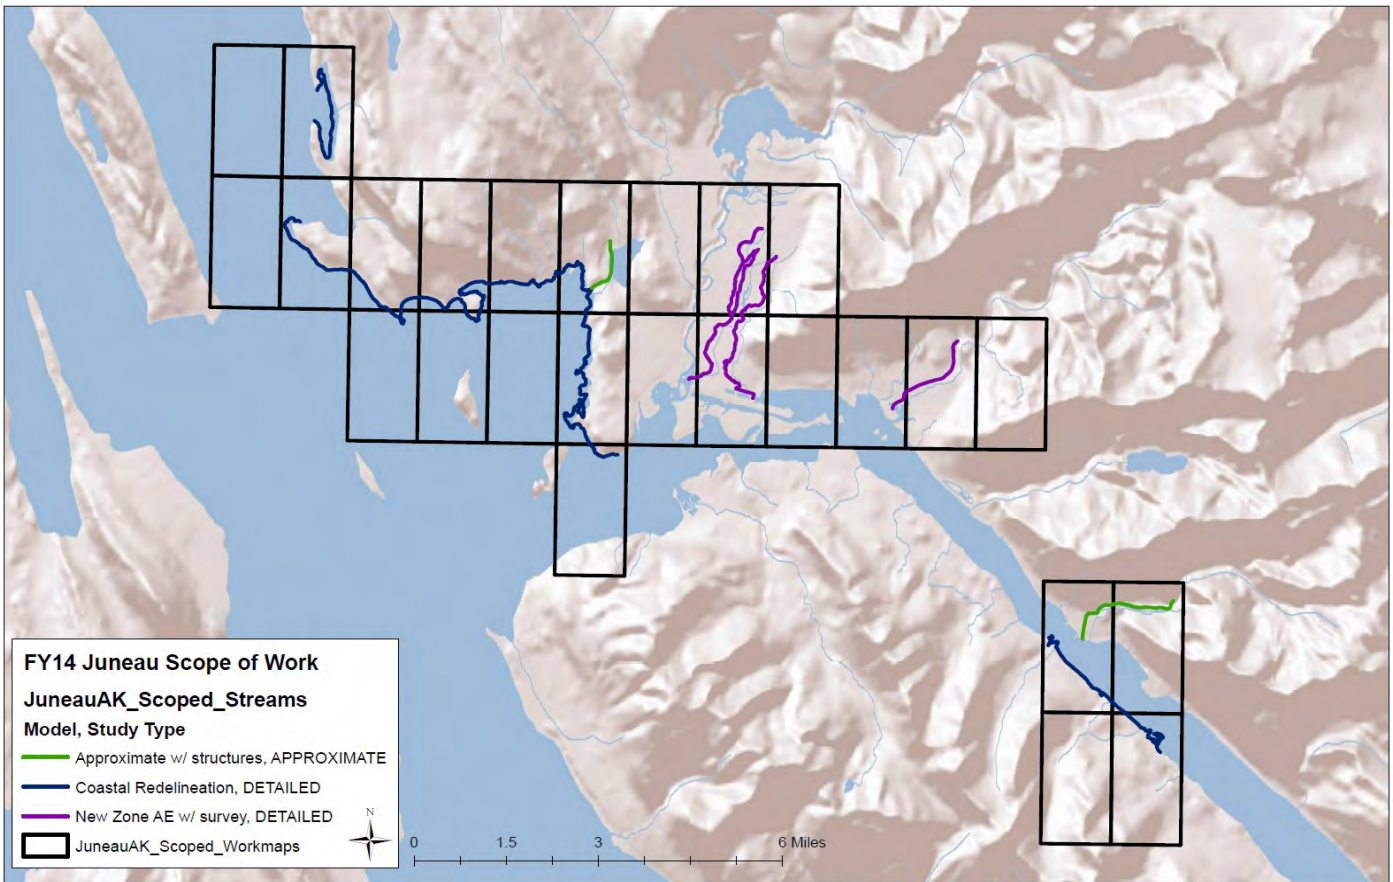 FY14 Juneau Scope of Work
JuneauAK_Scoped_Streams
Model, Study Type
Approximate w/ structures, APPROXIMATE
Coastal Redelineation, DETAILED
New Zone AE w/ survey, DETAILED
JuneauAK_Scoped_Workmaps
N
0 1.5 3 6 Miles